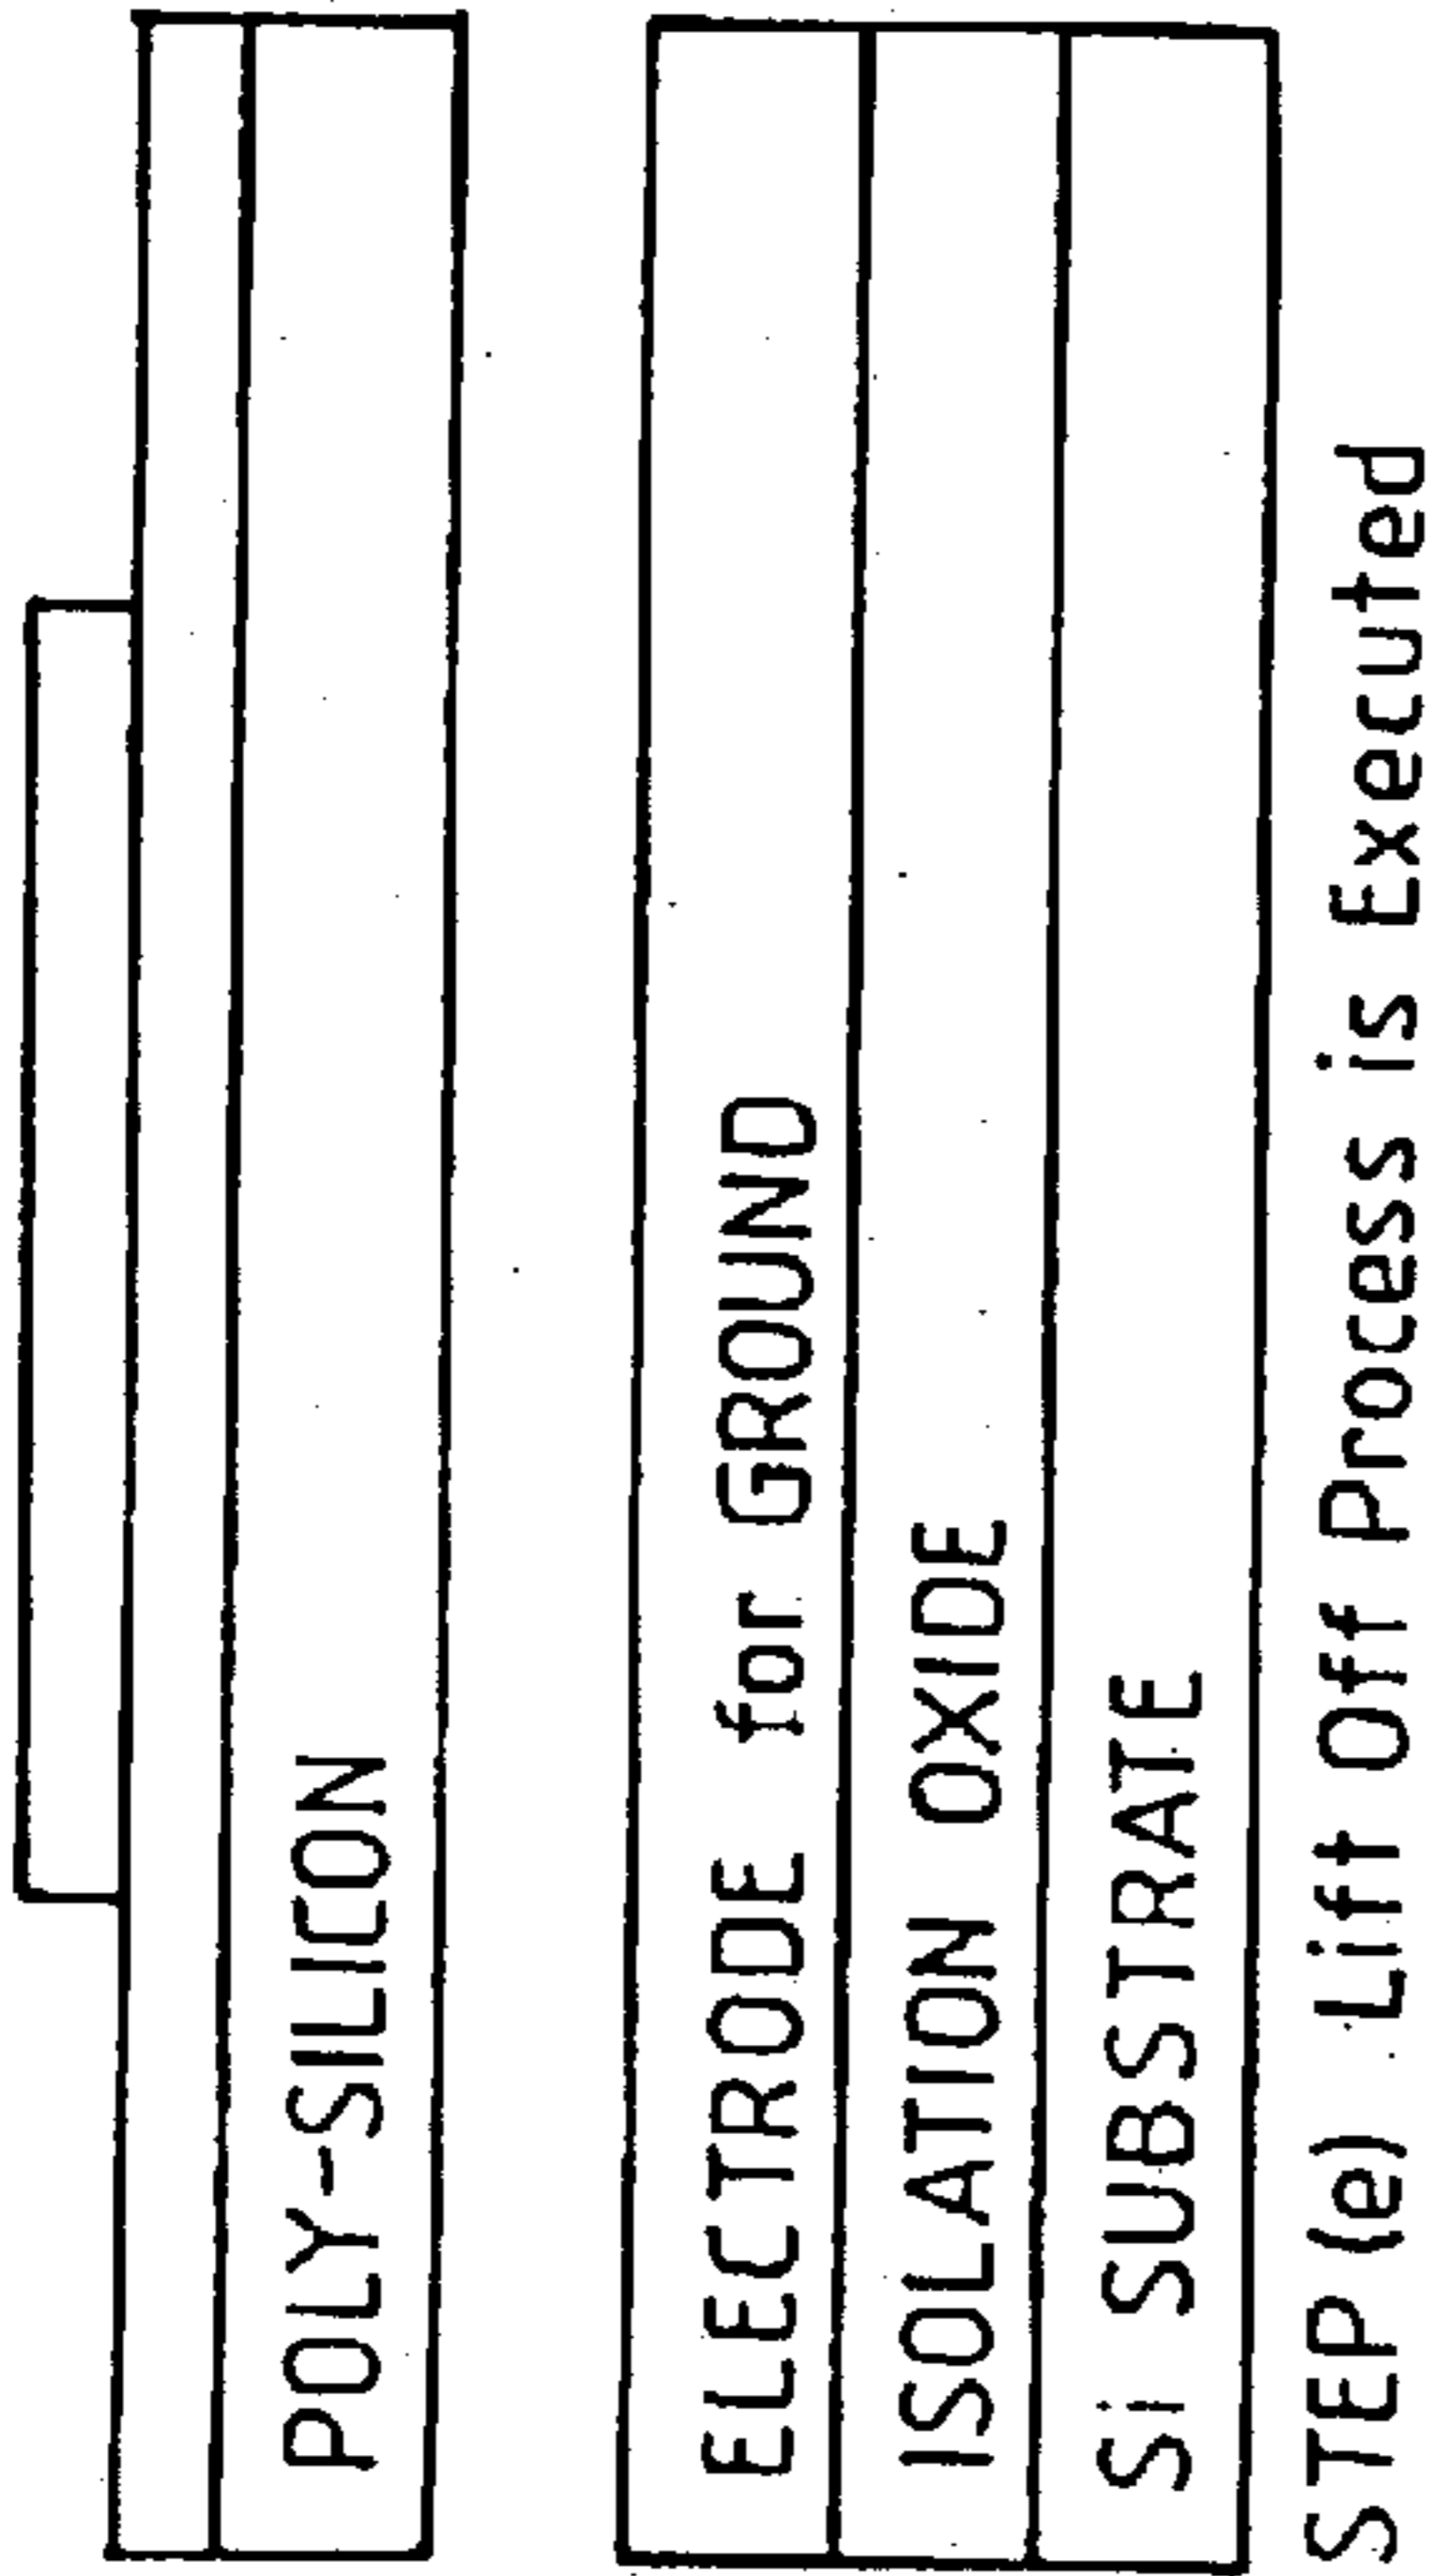 POLY-SILICON
ELECTRODE for GROUND
ISOLATION OXIDE
Si SUBSTRATE
STEP (e) Lift Off Process is Executed